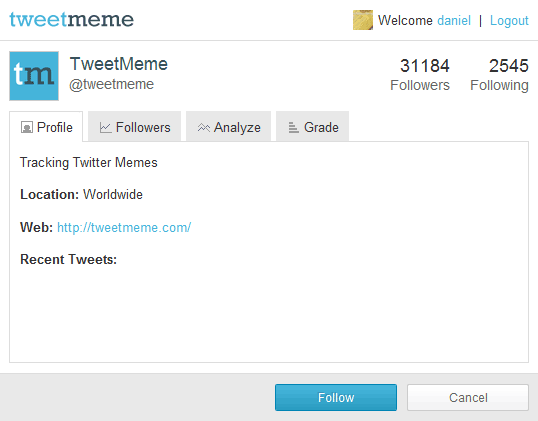 tweetmeme
Welcome daniel | Logout
tm
TweetMeme
@tweetmeme
31184
Followers
2545
Following
Profile
Followers
Analyze
Grade
Tracking Twitter Memes
Location: Worldwide
Web: http://tweetmeme.com/
Recent Tweets:
Follow
Cancel